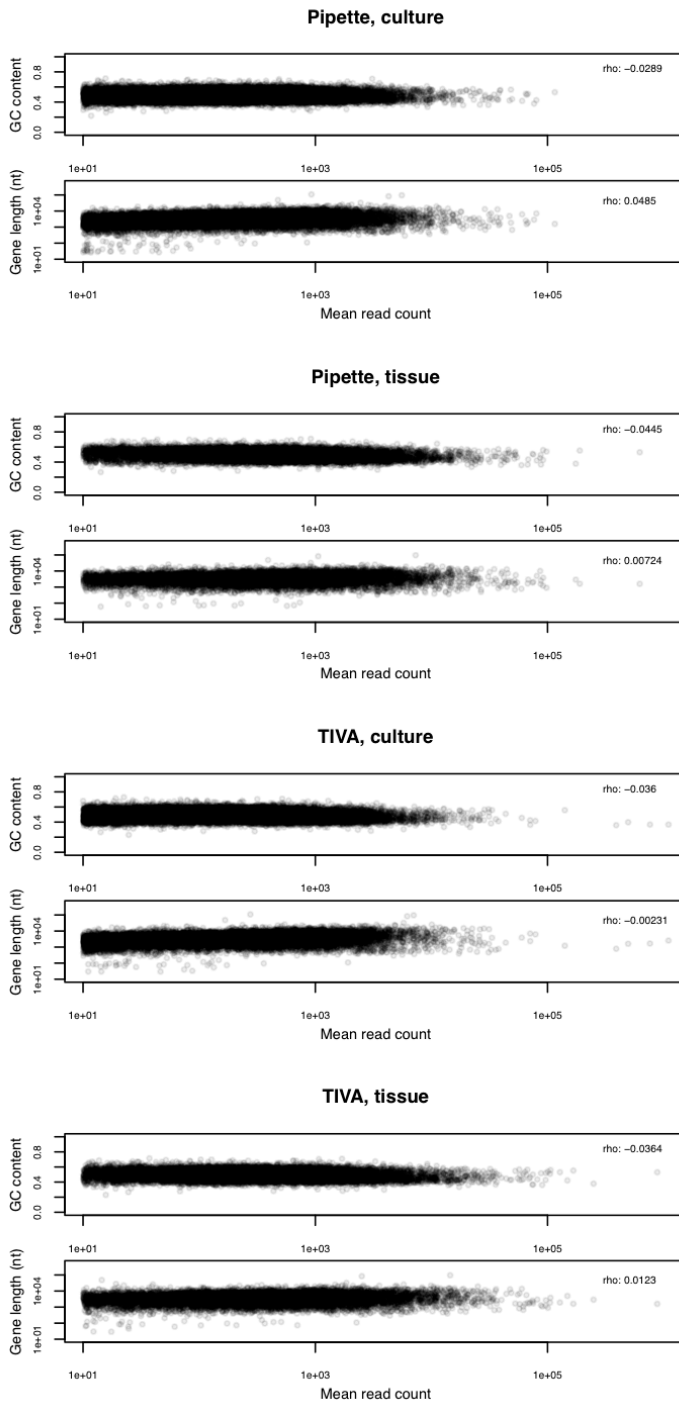 Pipette, culture
GC content
0.0 0.4 0.8
rho: −0.0289
1e+01 1e+03 1e+05
Gene length (nt)
1e+01 1e+04
rho: 0.0485
1e+01 1e+03 1e+05
Mean read count
Pipette, tissue
GC content
0.0 0.4 0.8
rho: −0.0445
1e+01 1e+03 1e+05
Gene length (nt)
1e+01 1e+04
rho: 0.00724
1e+01 1e+03 1e+05
Mean read count
TIVA, culture
GC content
0.0 0.4 0.8
rho: −0.036
1e+01 1e+03 1e+05
Gene length (nt)
1e+01 1e+04
rho: −0.00231
1e+01 1e+03 1e+05
Mean read count
TIVA, tissue
GC content
0.0 0.4 0.8
rho: −0.0364
1e+01 1e+03 1e+05
Gene length (nt)
1e+01 1e+04
rho: 0.0123
1e+01 1e+03 1e+05
Mean read count